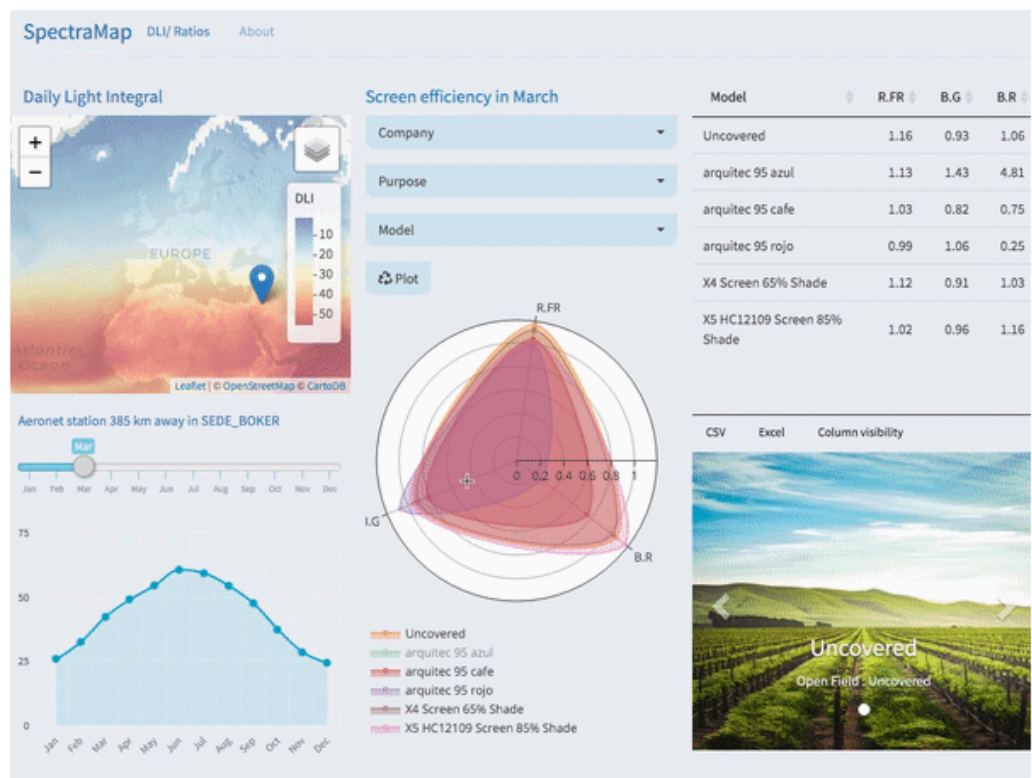 SpectraMap DLI/ Ratios About
Daily Light Integral
+
−
DLI
10
20
30
40
50
EUROPE
Atlantic
Ocean
Leaflet | © OpenStreetMap © CartoDB
Aeronet station 385 km away in SEDE_BOKER
Mar
Jan Feb Mar Apr May Jun Jul Aug Sep Oct Nov Dec
75
50
25
0
Jan Feb Mar Apr May Jun Jul Aug Sep Oct Nov Dec
Screen efficiency in March
Company
Purpose
Model
Plot
R.FR
0 0.2 0.4 0.6 0.8 1
I.G
B.R
Uncovered
arquitec 95 azul
arquitec 95 cafe
arquitec 95 rojo
X4 Screen 65% Shade
X5 HC12109 Screen 85% Shade
Model R.FR B.G B.R
Uncovered 1.16 0.93 1.06
arquitec 95 azul 1.13 1.43 4.81
arquitec 95 cafe 1.03 0.82 0.75
arquitec 95 rojo 0.99 1.06 0.25
X4 Screen 65% Shade 1.12 0.91 1.03
X5 HC12109 Screen 85%
Shade 1.02 0.96 1.16
CSV Excel Column visibility
Uncovered
Open Field : Uncovered